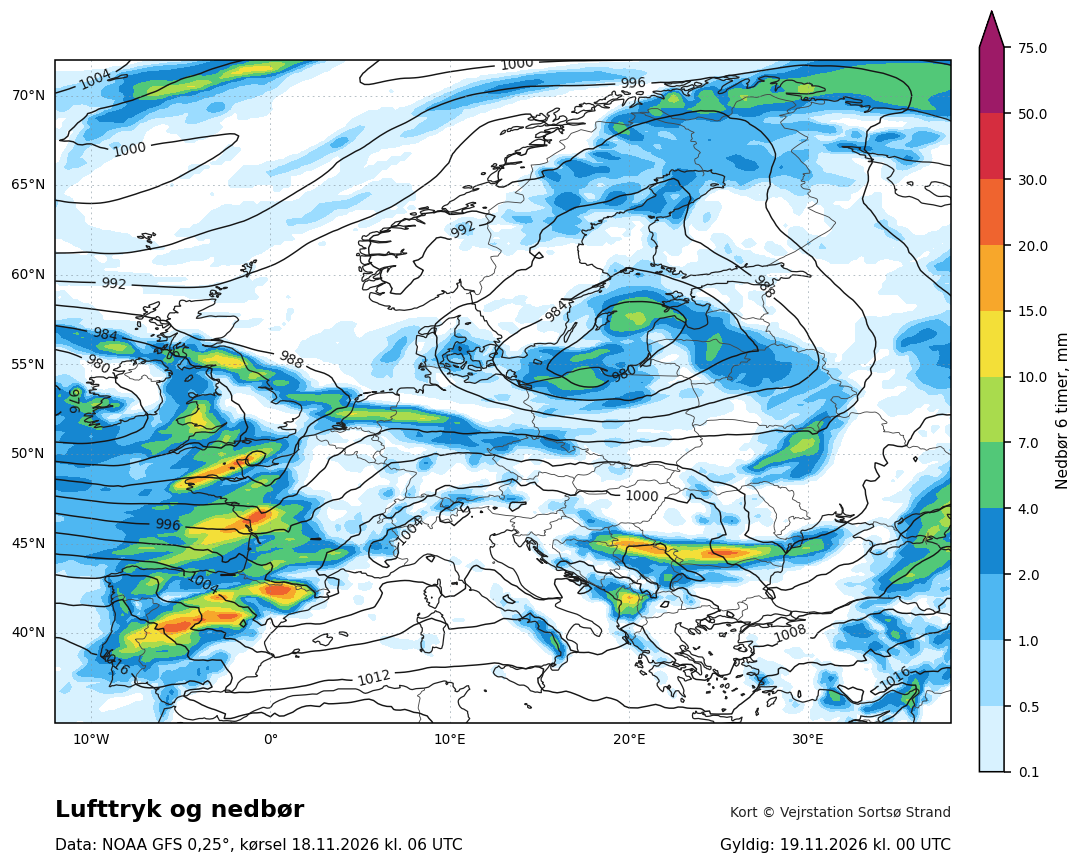 75.0
50.0
30.0
20.0
15.0
10.0
7.0
4.0
2.0
1.0
0.5
0.1
Nedbør 6 timer, mm
70°N
65°N
60°N
55°N
50°N
45°N
40°N
10°W
0°
10°E
20°E
30°E
1004
1000
996
1000
992
992
988
984
984
988
980
980
976
1000
996
1004
1004
1008
1016
1012
1016
Lufttryk og nedbør
Kort © Vejrstation Sortsø Strand
Data: NOAA GFS 0,25°, kørsel 18.11.2026 kl. 06 UTC
Gyldig: 19.11.2026 kl. 00 UTC